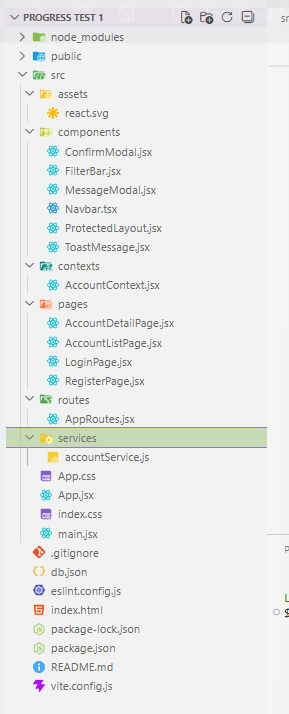 PROGRESS TEST 1
node_modules
public
src
assets
react.svg
components
ConfirmModal.jsx
FilterBar.jsx
MessageModal.jsx
Navbar.tsx
ProtectedLayout.jsx
ToastMessage.jsx
contexts
AccountContext.jsx
pages
AccountDetailPage.jsx
AccountListPage.jsx
LoginPage.jsx
RegisterPage.jsx
routes
AppRoutes.jsx
services
accountService.js
App.css
App.jsx
index.css
main.jsx
.gitignore
db.json
eslint.config.js
index.html
package-lock.json
package.json
README.md
vite.config.js